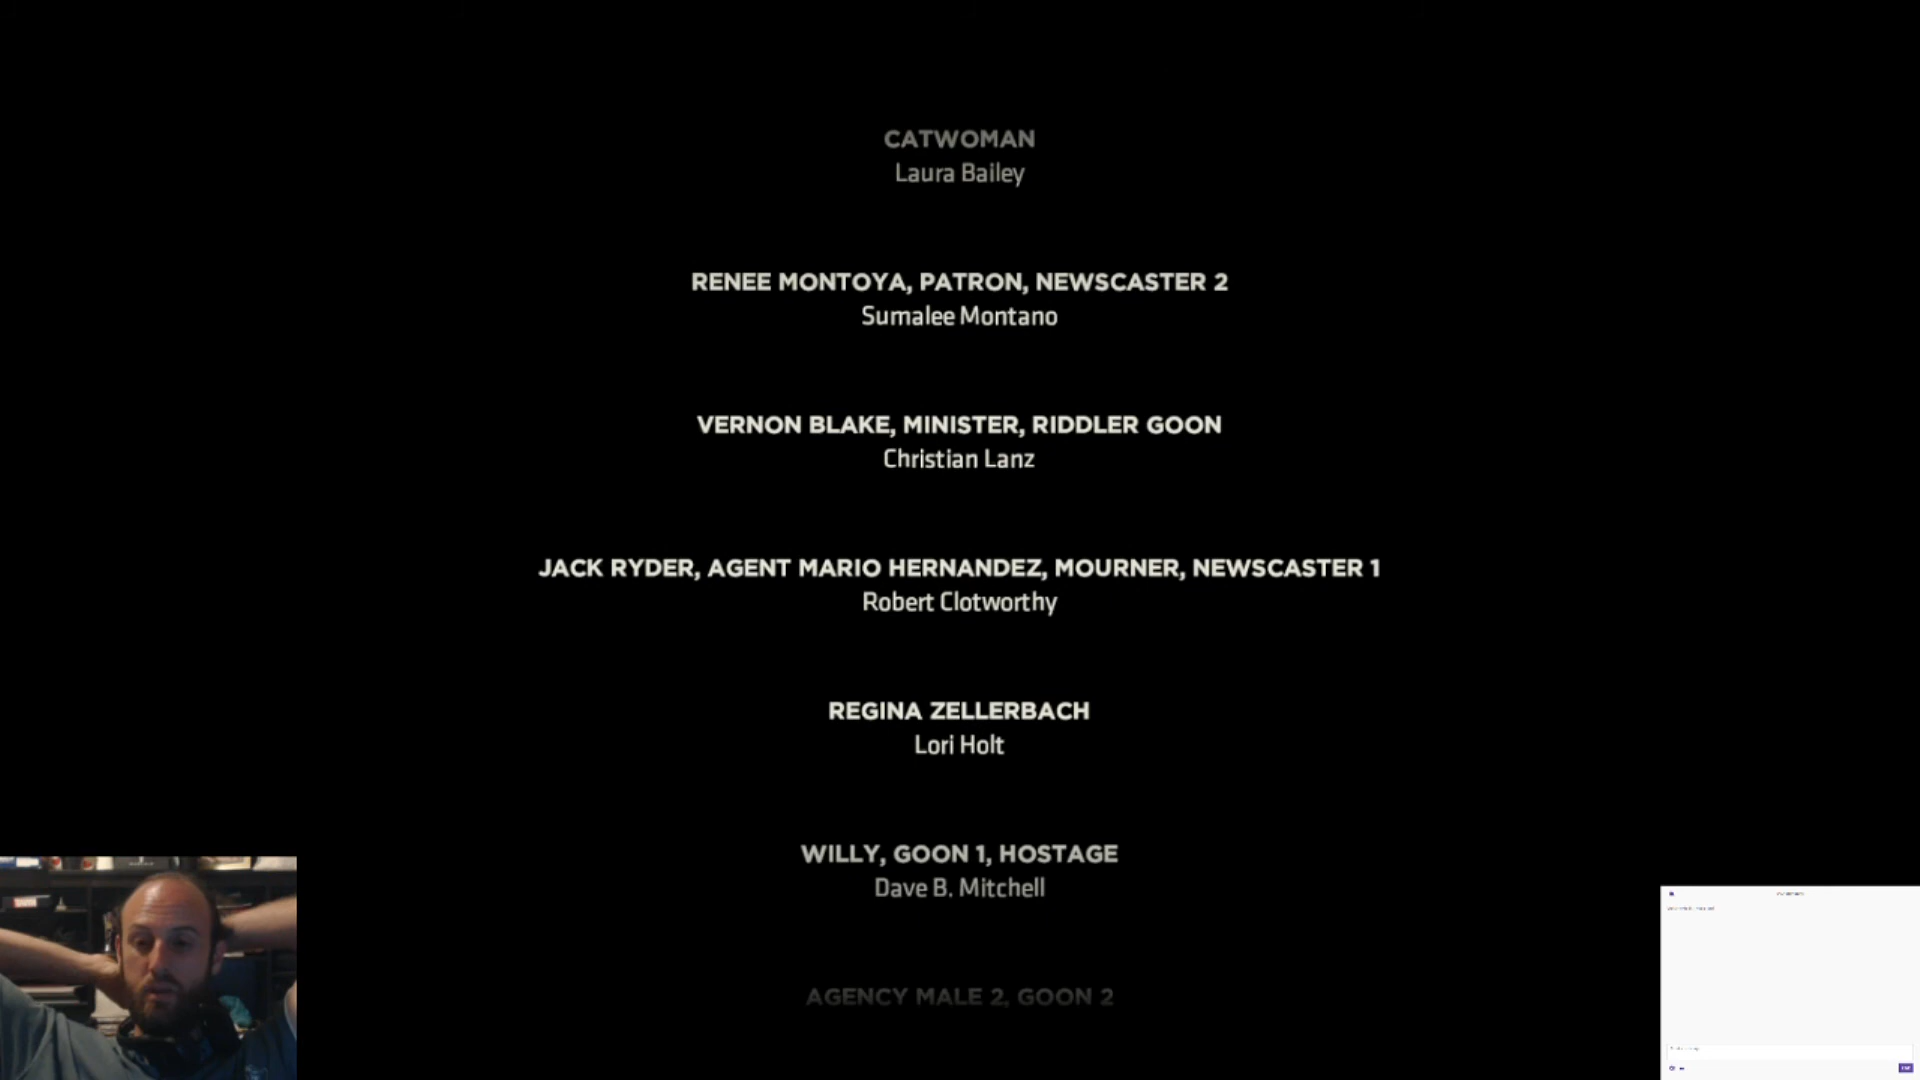 CATWOMAN
Laura Bailey
RENEE MONTOYA, PATRON, NEWSCASTER 2
Sumalee Montano
VERNON BLAKE, MINISTER, RIDDLER GOON
Christian Lanz
JACK RYDER, AGENT MARIO HERNANDEZ, MOURNER, NEWSCASTER 1
Robert Clotworthy
REGINA ZELLERBACH
Lori Holt
WILLY, GOON 1, HOSTAGE
Dave B. Mitchell
AGENCY MALE 2, GOON 2